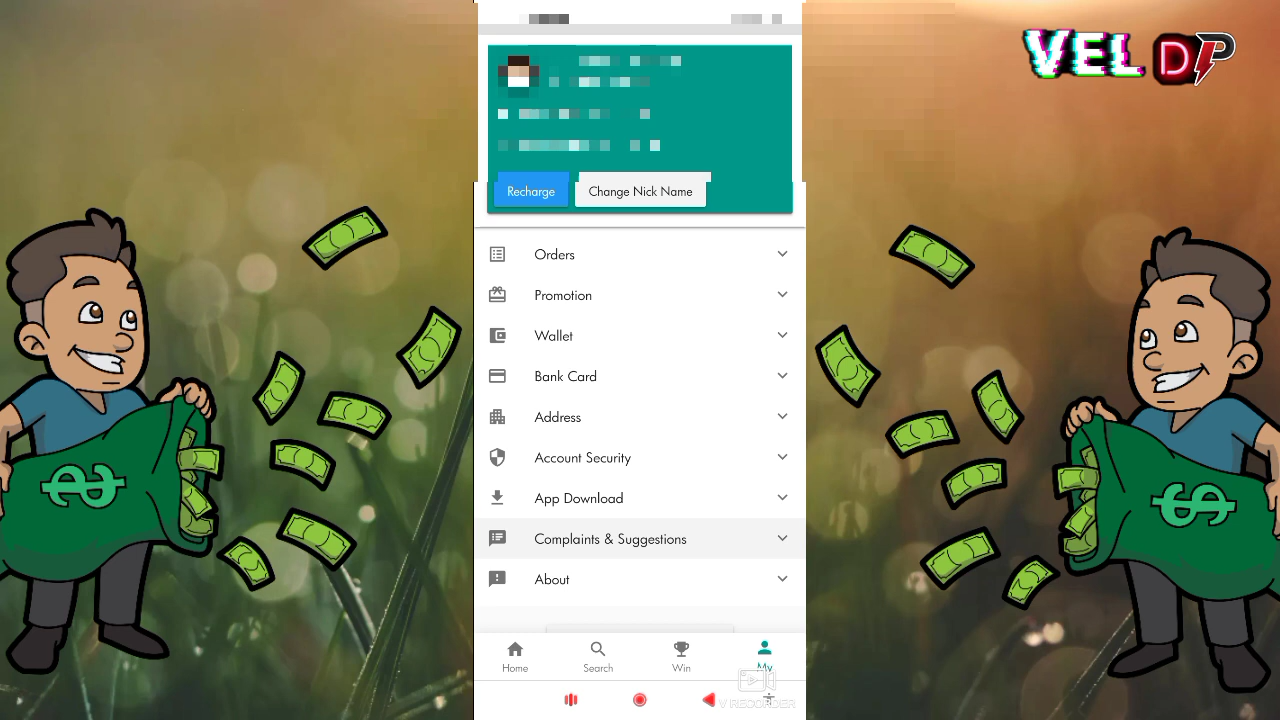 VEL DP
Recharge
Change Nick Name
Orders
Promotion
Wallet
Bank Card
Address
Account Security
App Download
Complaints & Suggestions
About
Home
Search
Win
My
V RECORDER
$
$